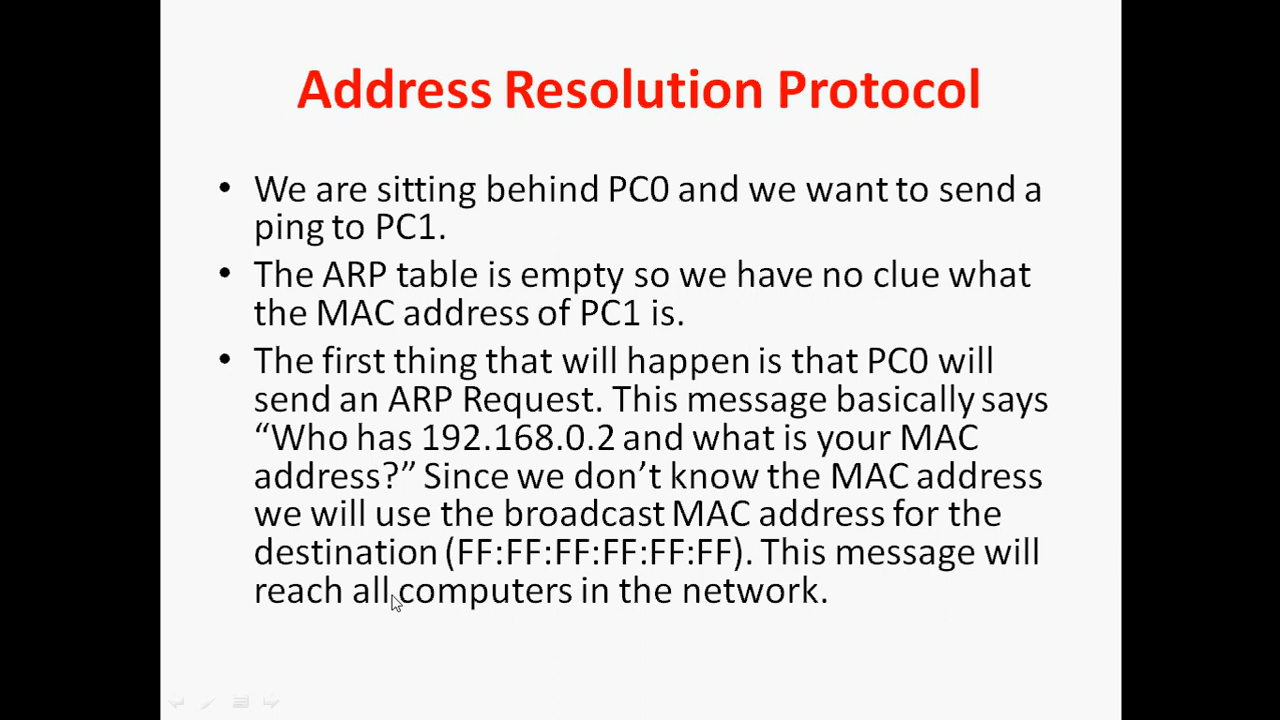 Address Resolution Protocol
• We are sitting behind PC0 and we want to send a
ping to PC1.
• The ARP table is empty so we have no clue what
the MAC address of PC1 is.
• The first thing that will happen is that PC0 will
send an ARP Request. This message basically says
“Who has 192.168.0.2 and what is your MAC
address?” Since we don’t know the MAC address
we will use the broadcast MAC address for the
destination (FF:FF:FF:FF:FF:FF). This message will
reach all computers in the network.